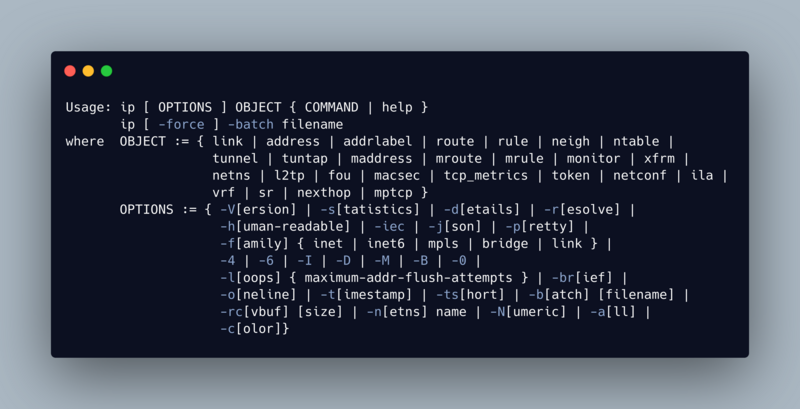 Usage: ip [ OPTIONS ] OBJECT { COMMAND | help }
ip [ -force ] -batch filename
where  OBJECT := { link | address | addrlabel | route | rule | neigh | ntable |
tunnel | tuntap | maddress | mroute | mrule | monitor | xfrm |
netns | l2tp | fou | macsec | tcp_metrics | token | netconf | ila |
vrf | sr | nexthop | mptcp }
OPTIONS := { -V[ersion] | -s[tatistics] | -d[etails] | -r[esolve] |
-h[uman-readable] | -iec | -j[son] | -p[retty] |
-f[amily] { inet | inet6 | mpls | bridge | link } |
-4 | -6 | -I | -D | -M | -B | -0 |
-l[oops] { maximum-addr-flush-attempts } | -br[ief] |
-o[neline] | -t[imestamp] | -ts[hort] | -b[atch] [filename] |
-rc[vbuf] [size] | -n[etns] name | -N[umeric] | -a[ll] |
-c[olor]}